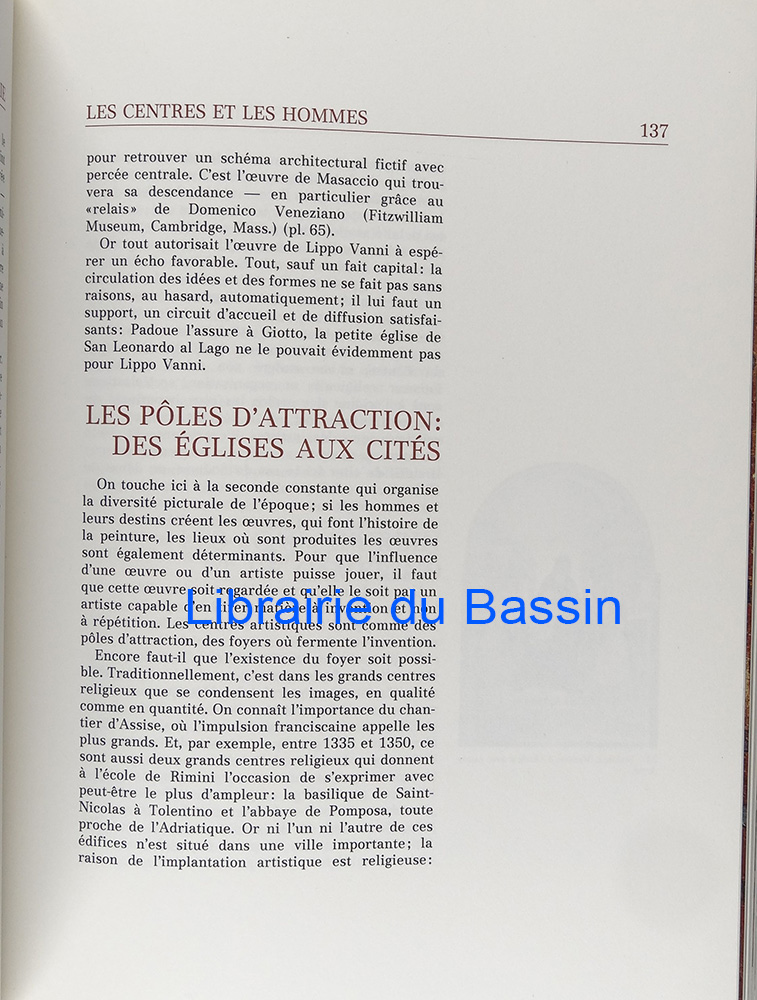 LES CENTRES ET LES HOMMES
137
pour retrouver un schéma architectural fictif avec
percée centrale. C'est l'œuvre de Masaccio qui trou-
vera sa descendance — en particulier grâce au
«relais» de Domenico Veneziano (Fitzwilliam
Museum, Cambridge, Mass.) (pl. 65).
Or tout autorisait l'œuvre de Lippo Vanni à espé-
rer un écho favorable. Tout, sauf un fait capital: la
circulation des idées et des formes ne se fait pas sans
raisons, au hasard, automatiquement; il lui faut un
support, un circuit d'accueil et de diffusion satisfai-
sants: Padoue l'assure à Giotto, la petite église de
San Leonardo al Lago ne le pouvait évidemment pas
pour Lippo Vanni.
LES PÔLES D'ATTRACTION:
DES ÉGLISES AUX CITÉS
On touche ici à la seconde constante qui organise
la diversité picturale de l'époque; si les hommes et
leurs destins créent les œuvres, qui font l'histoire de
la peinture, les lieux où sont produites les œuvres
sont également déterminants. Pour que l'influence
d'une œuvre ou d'un artiste puisse jouer, il faut
que cette œuvre soit regardée et qu'elle le soit par un
artiste capable d'en tirer matière à invention et non
à répétition. Les centres artistiques sont comme des
pôles d'attraction, des foyers où fermente l'invention.
Encore faut-il que l'existence du foyer soit possi-
ble. Traditionnellement, c'est dans les grands centres
religieux que se condensent les images, en qualité
comme en quantité. On connaît l'importance du chan-
tier d'Assise, où l'impulsion franciscaine appelle les
plus grands. Et, par exemple, entre 1335 et 1350, ce
sont aussi deux grands centres religieux qui donnent
à l'école de Rimini l'occasion de s'exprimer avec
peut-être le plus d'ampleur: la basilique de Saint-
Nicolas à Tolentino et l'abbaye de Pomposa, toute
proche de l'Adriatique. Or ni l'un ni l'autre de ces
édifices n'est situé dans une ville importante; la
raison de l'implantation artistique est religieuse:
Librairie du Bassin